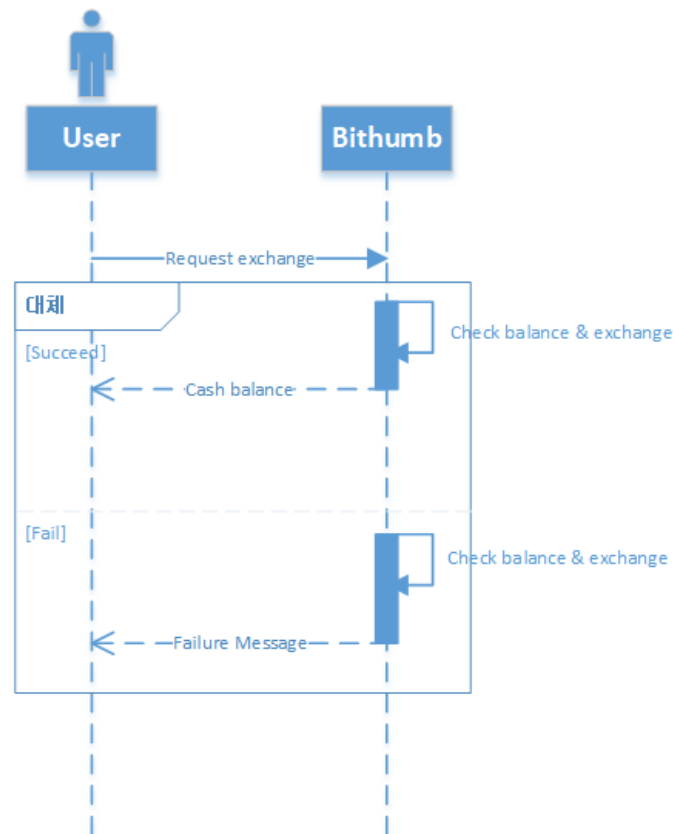 User
Bithumb
Request exchange
대체
Check balance & exchange
[Succeed]
Cash balance
[Fail]
Check balance & exchange
Failure Message